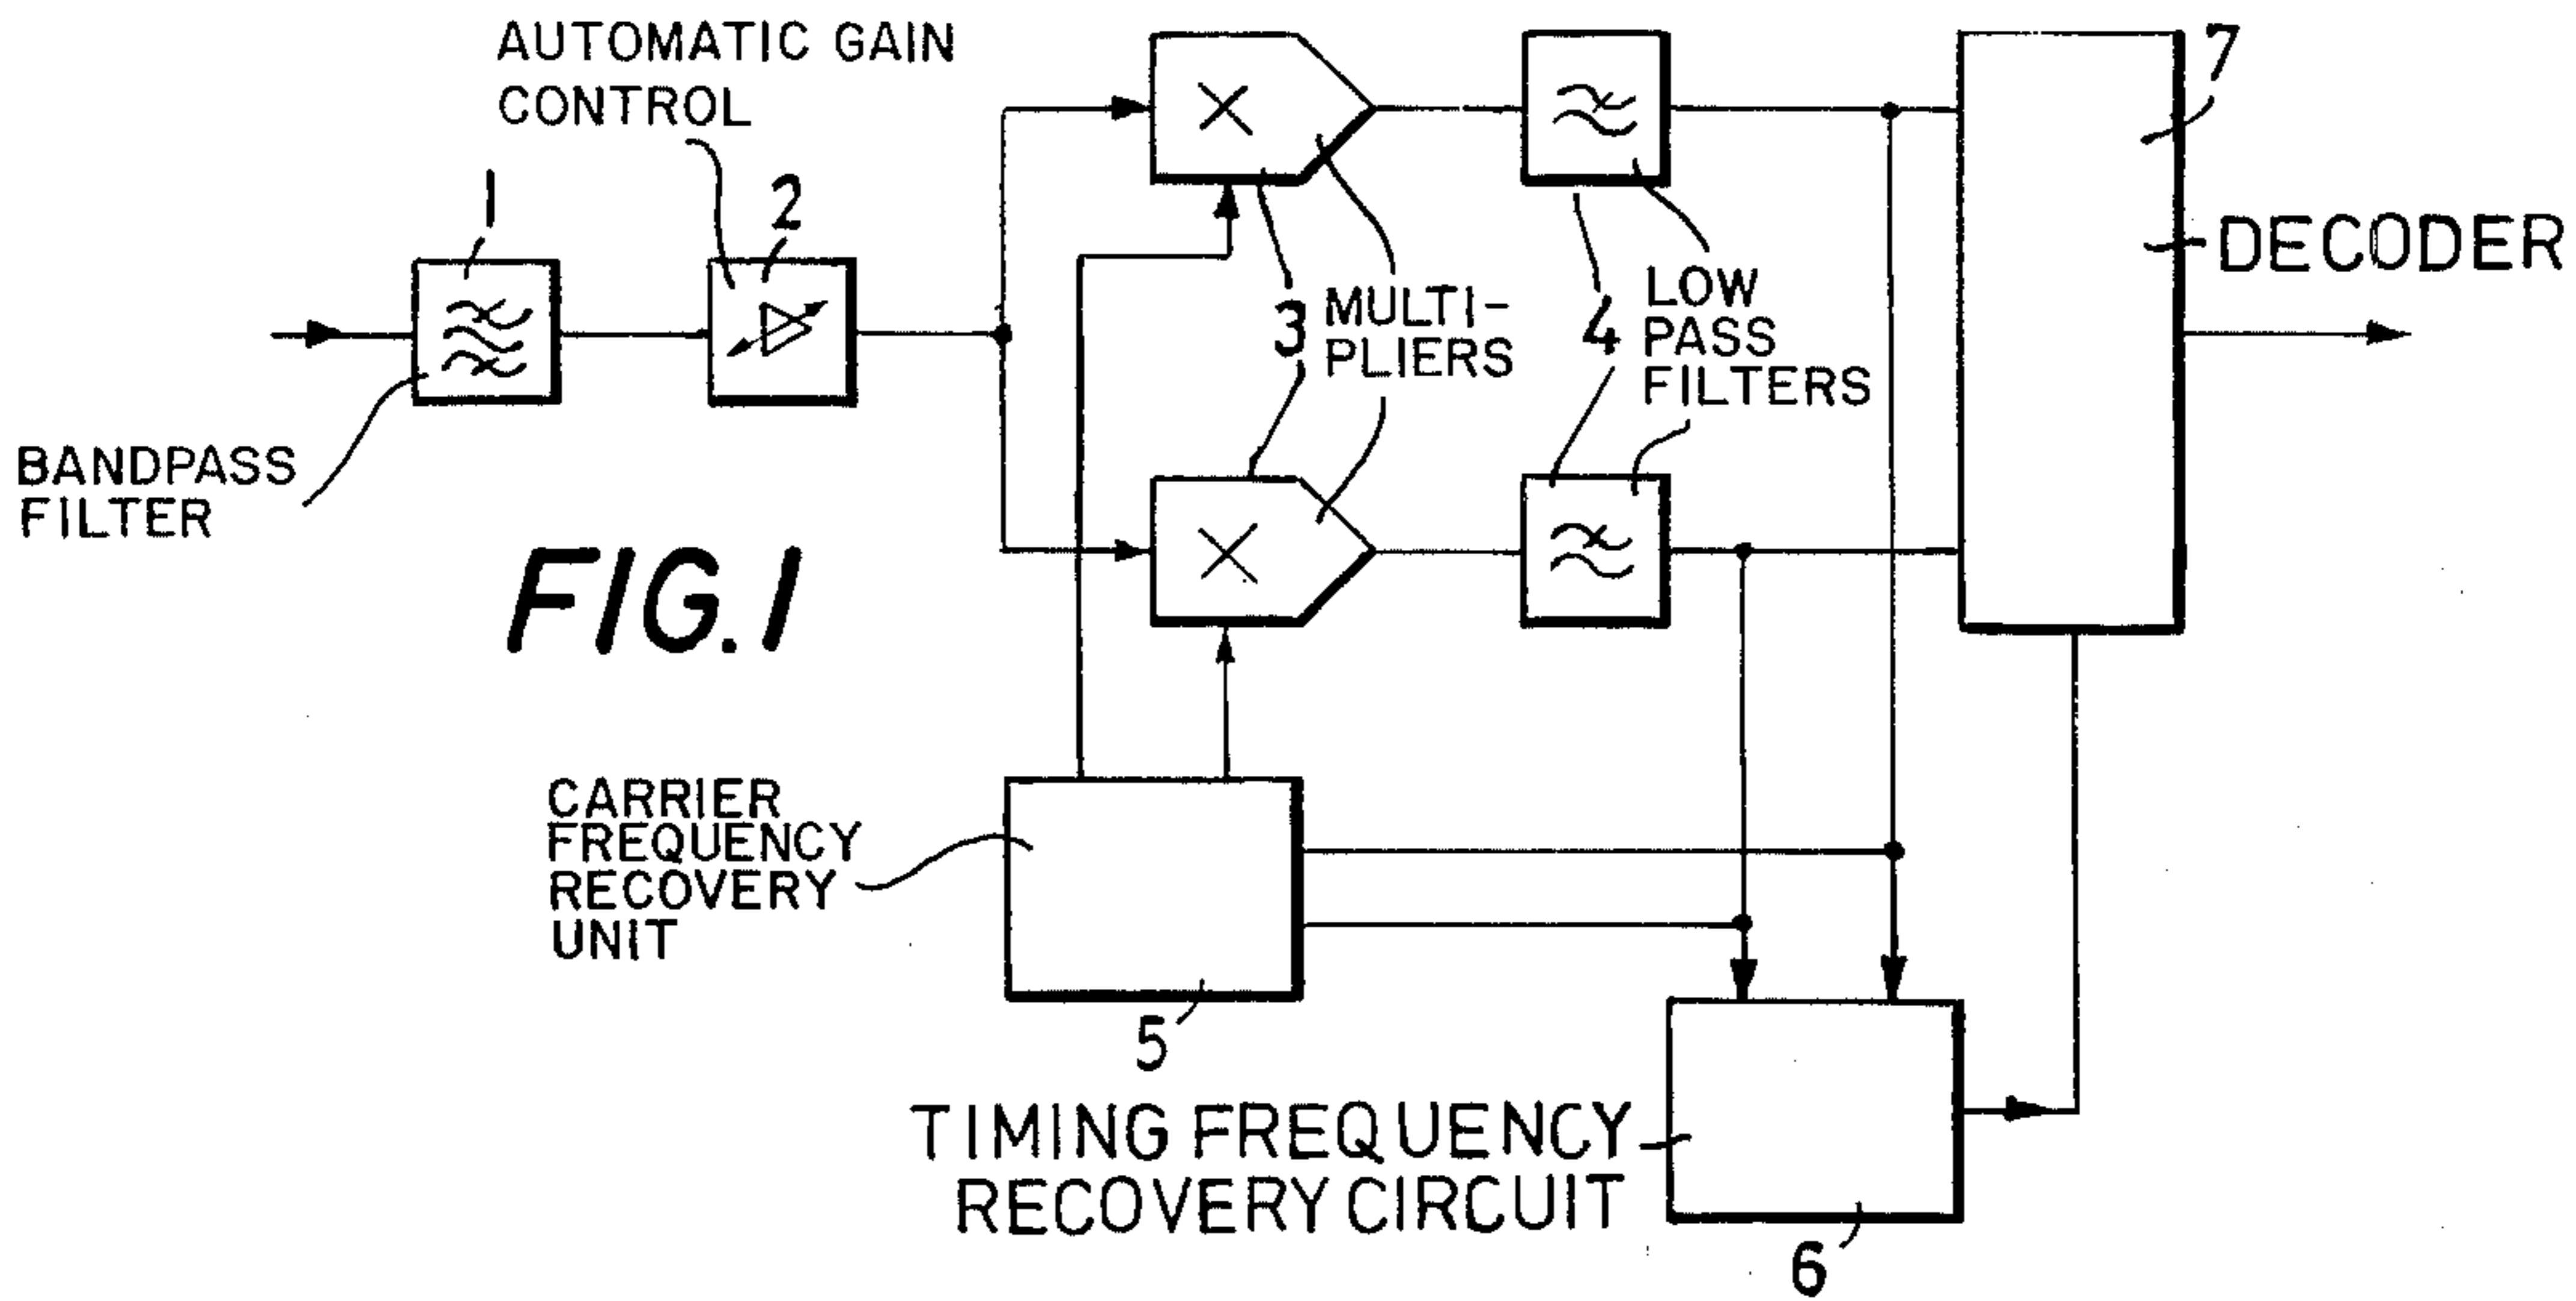 AUTOMATIC GAIN
CONTROL
1
2
BANDPASS
FILTER
FIG.1
3
MULTI-
PLIERS
4
LOW
PASS
FILTERS
7
DECODER
CARRIER
FREQUENCY
RECOVERY
UNIT
5
TIMING FREQUENCY
RECOVERY CIRCUIT
6